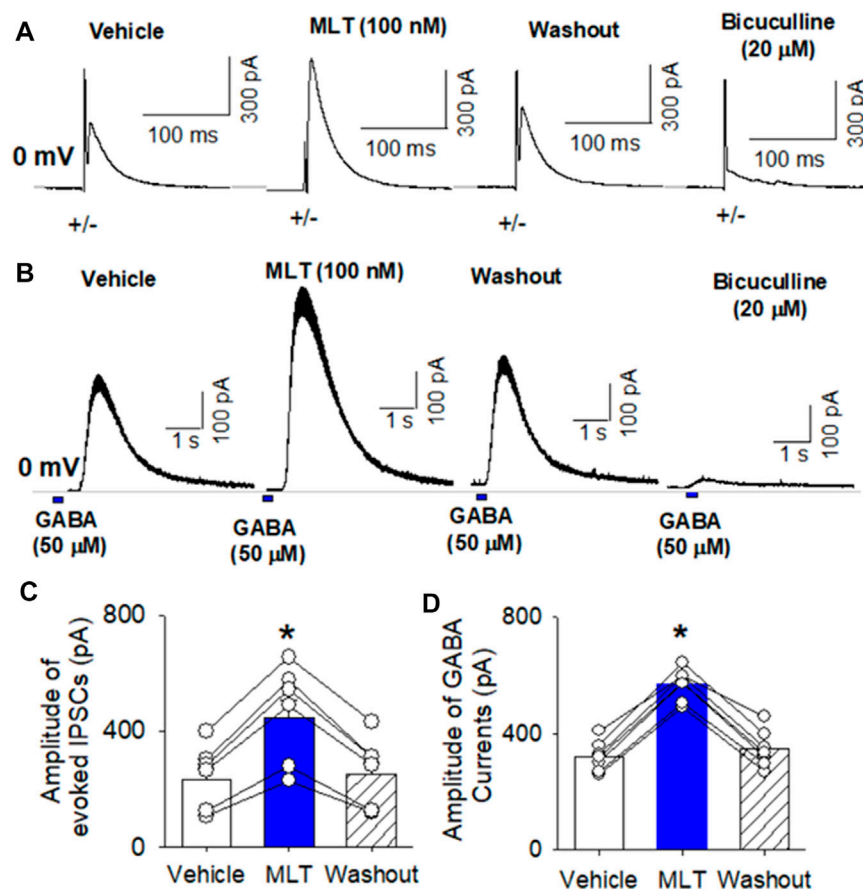 A
Vehicle
MLT (100 nM)
Washout
Bicuculline
(20 μM)
300 pA
300 pA
300 pA
300 pA
100 ms
100 ms
100 ms
100 ms
0 mV
+/-
+/-
+/-
+/-
B
Vehicle
MLT (100 nM)
Washout
Bicuculline
(20 μM)
100 pA
100 pA
100 pA
100 pA
1 s
1 s
1 s
1 s
0 mV
GABA
(50 μM)
GABA
(50 μM)
GABA
(50 μM)
GABA
(50 μM)
C
Amplitude of
evoked IPSCs (pA)
800
400
0
*
Vehicle MLT Washout
D
Amplitude of GABA
Currents (pA)
800
400
0
*
Vehicle MLT Washout